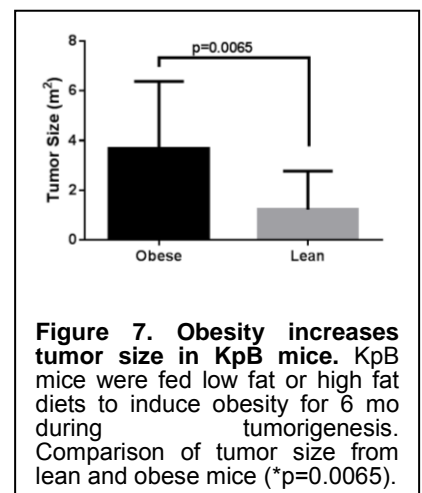 8
p=0.0065
6
4
2
0
Tumor Size (m²)
Obese
Lean
Figure 7. Obesity increases
tumor size in KpB mice. KpB
mice were fed low fat or high fat
diets to induce obesity for 6 mo
during tumorigenesis.
Comparison of tumor size from
lean and obese mice (*p=0.0065).